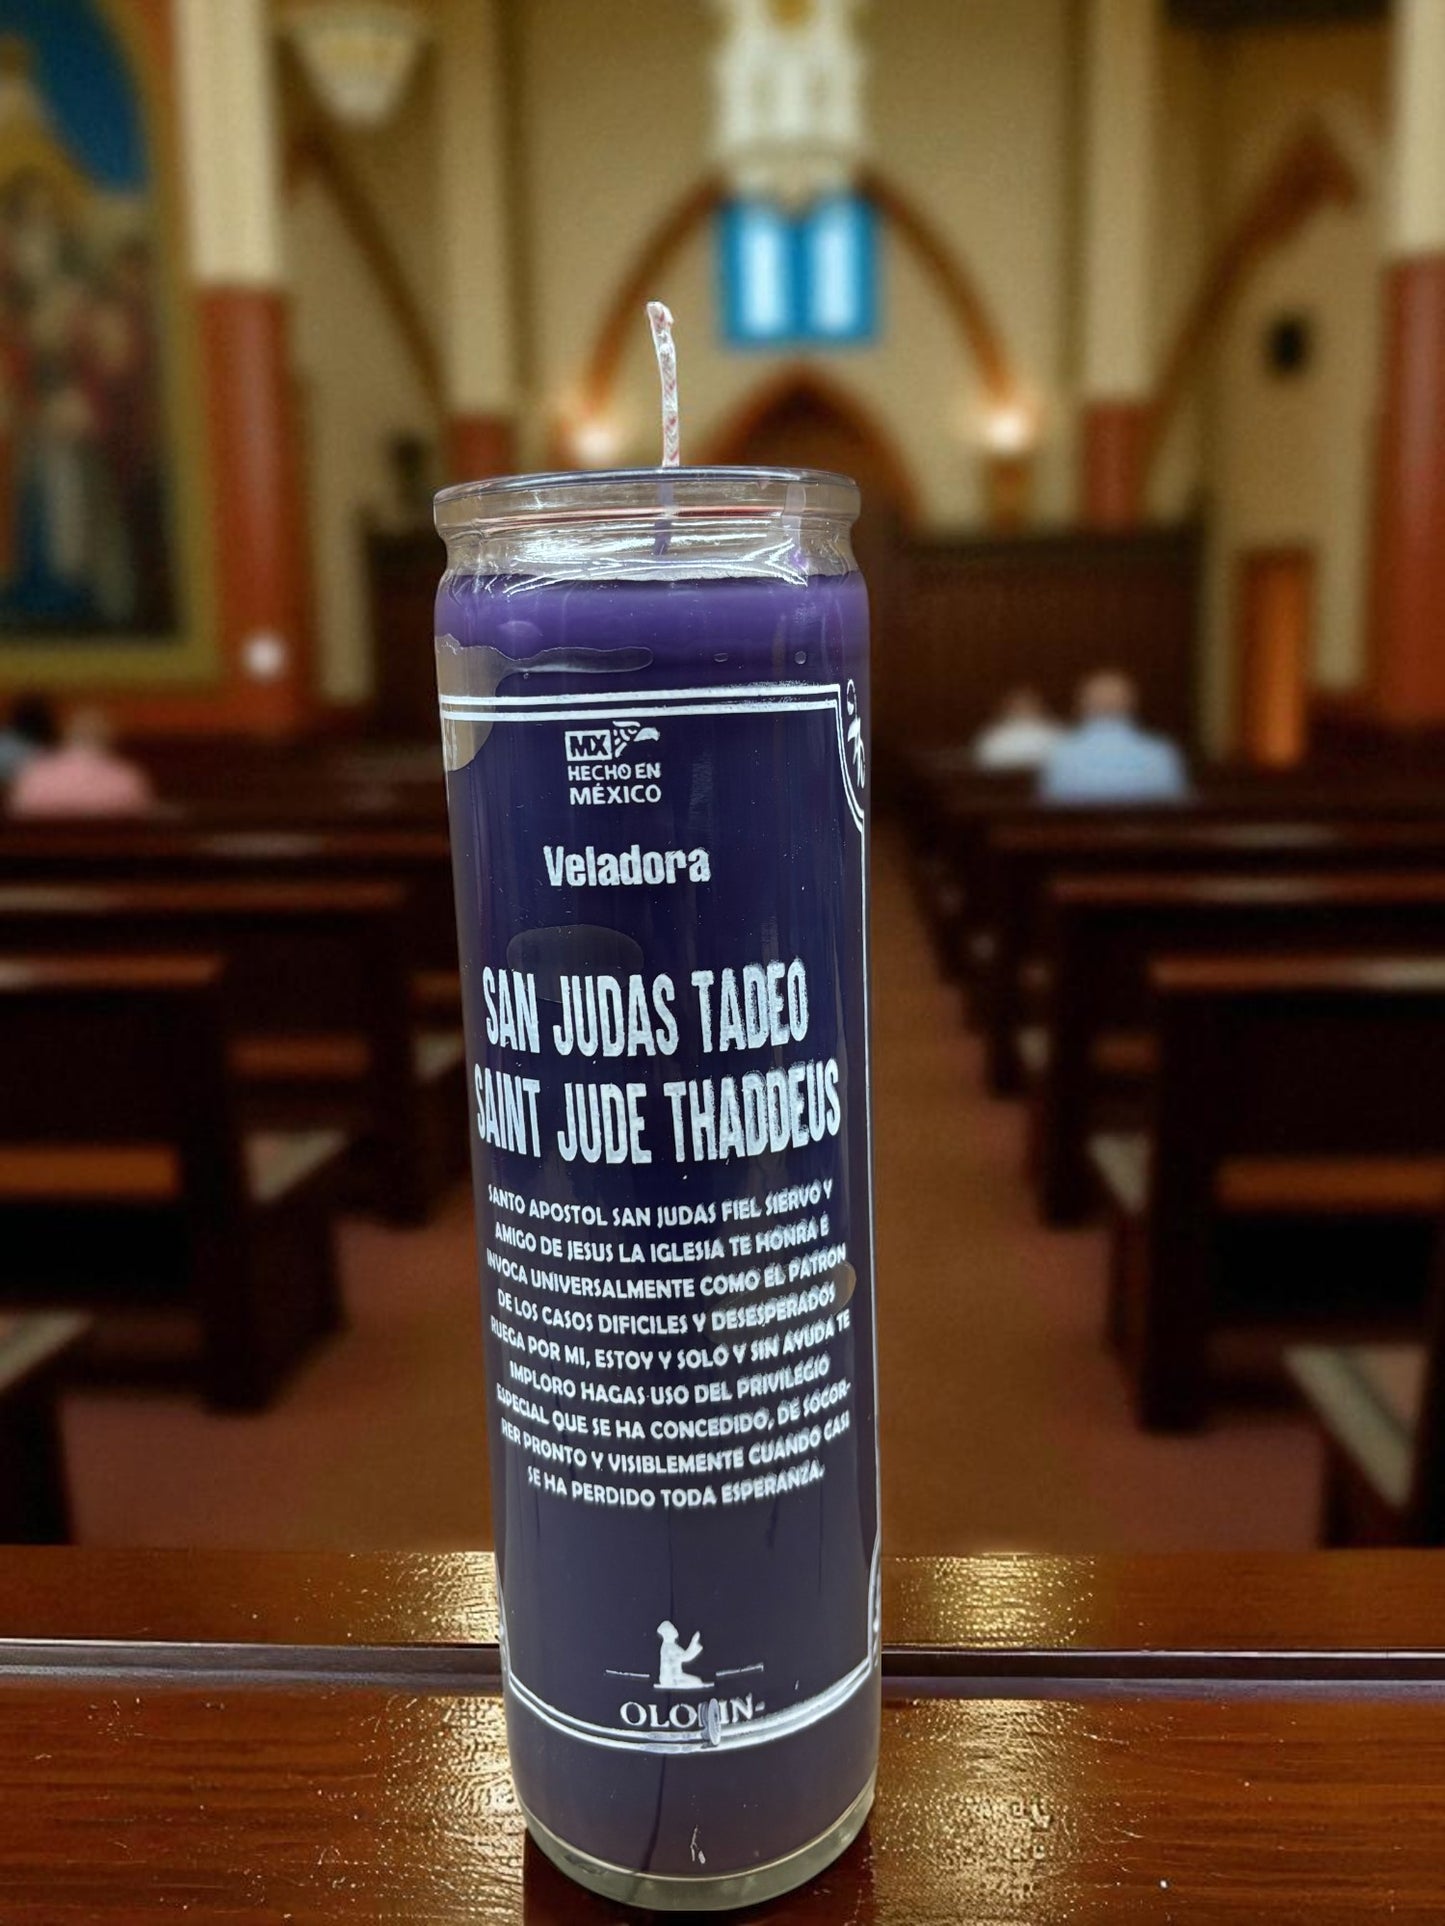 MX
HECHO EN
MÉXICO
Veladora
SAN JUDAS TADEO
SAINT JUDE THADDEUS
SANTO APOSTOL SAN JUDAS FIEL SIERVO Y
AMIGO DE JESUS LA IGLESIA TE HONRA E
INVOCA UNIVERSALMENTE COMO EL PATRON
DE LOS CASOS DIFICILES Y DESESPERADOS
RUEGA POR MI, ESTOY Y SOLO Y SIN AYUDA TE
IMPLORO HAGAS USO DEL PRIVILEGIO
ESPECIAL QUE SE HA CONCEDIDO, DE SOCOR-
RER PRONTO Y VISIBLEMENTE CUANDO CASI
SE HA PERDIDO TODA ESPERANZA.